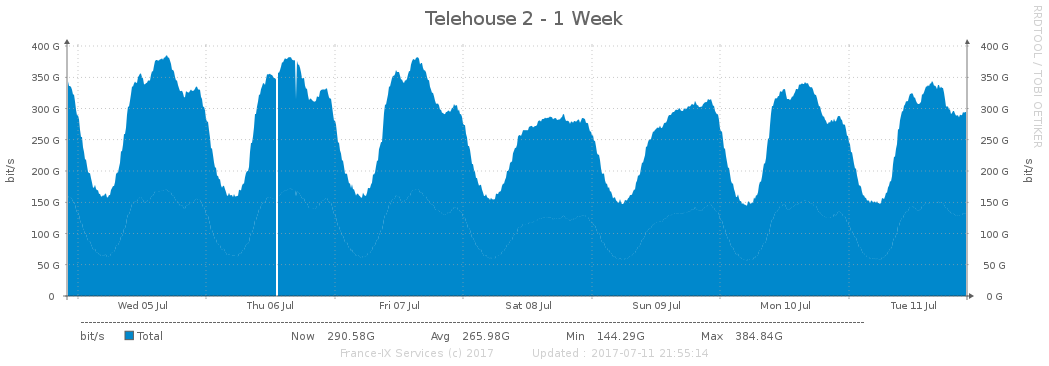 Telehouse 2 - 1 Week
RRDTOOL / TOBI OETIKER
400 G 400 G
350 G 350 G
300 G 300 G
250 G 250 G
200 G 200 G
150 G 150 G
100 G 100 G
50 G 50 G
0 0 G
bit/s bit/s
Wed 05 Jul Thu 06 Jul Fri 07 Jul Sat 08 Jul Sun 09 Jul Mon 10 Jul Tue 11 Jul
bit/s Total Now 290.58G Avg 265.98G Min 144.29G Max 384.84G
France-IX Services (c) 2017 Updated : 2017-07-11 21:55:14